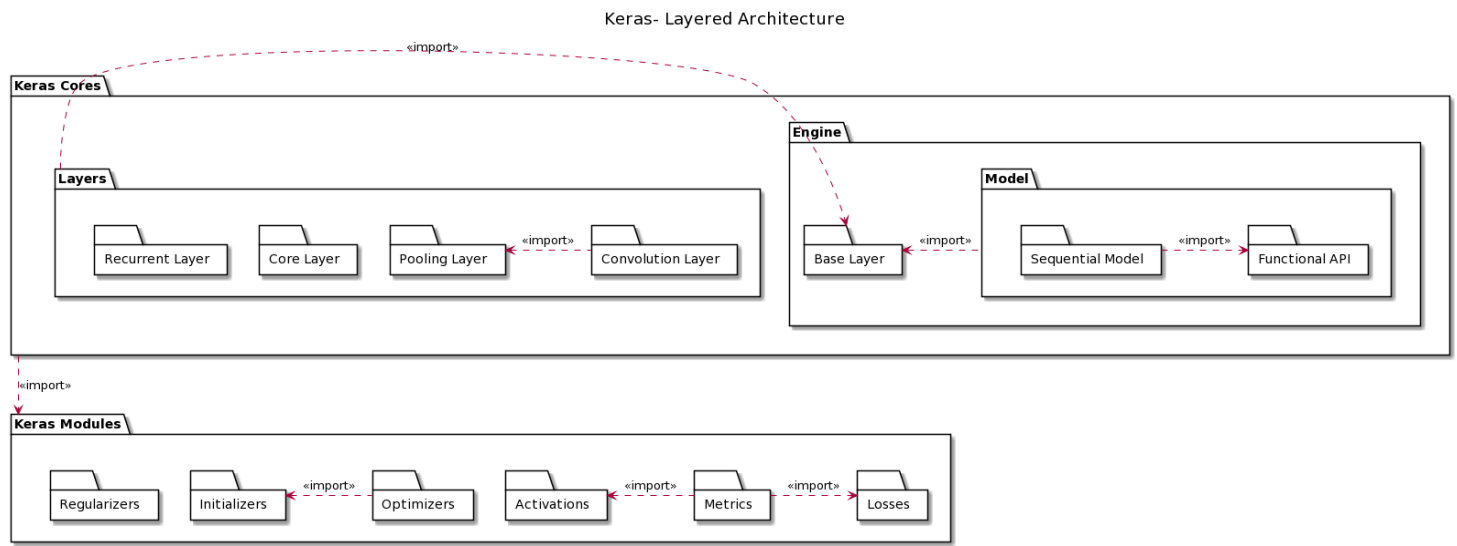 Keras- Layered Architecture
«import»
Keras Cores
Engine
Layers
Model
«import»
«import»
«import»
Recurrent Layer
Core Layer
Pooling Layer
Convolution Layer
Base Layer
Sequential Model
Functional API
«import»
Keras Modules
«import»
«import»
«import»
Regularizers
Initializers
Optimizers
Activations
Metrics
Losses